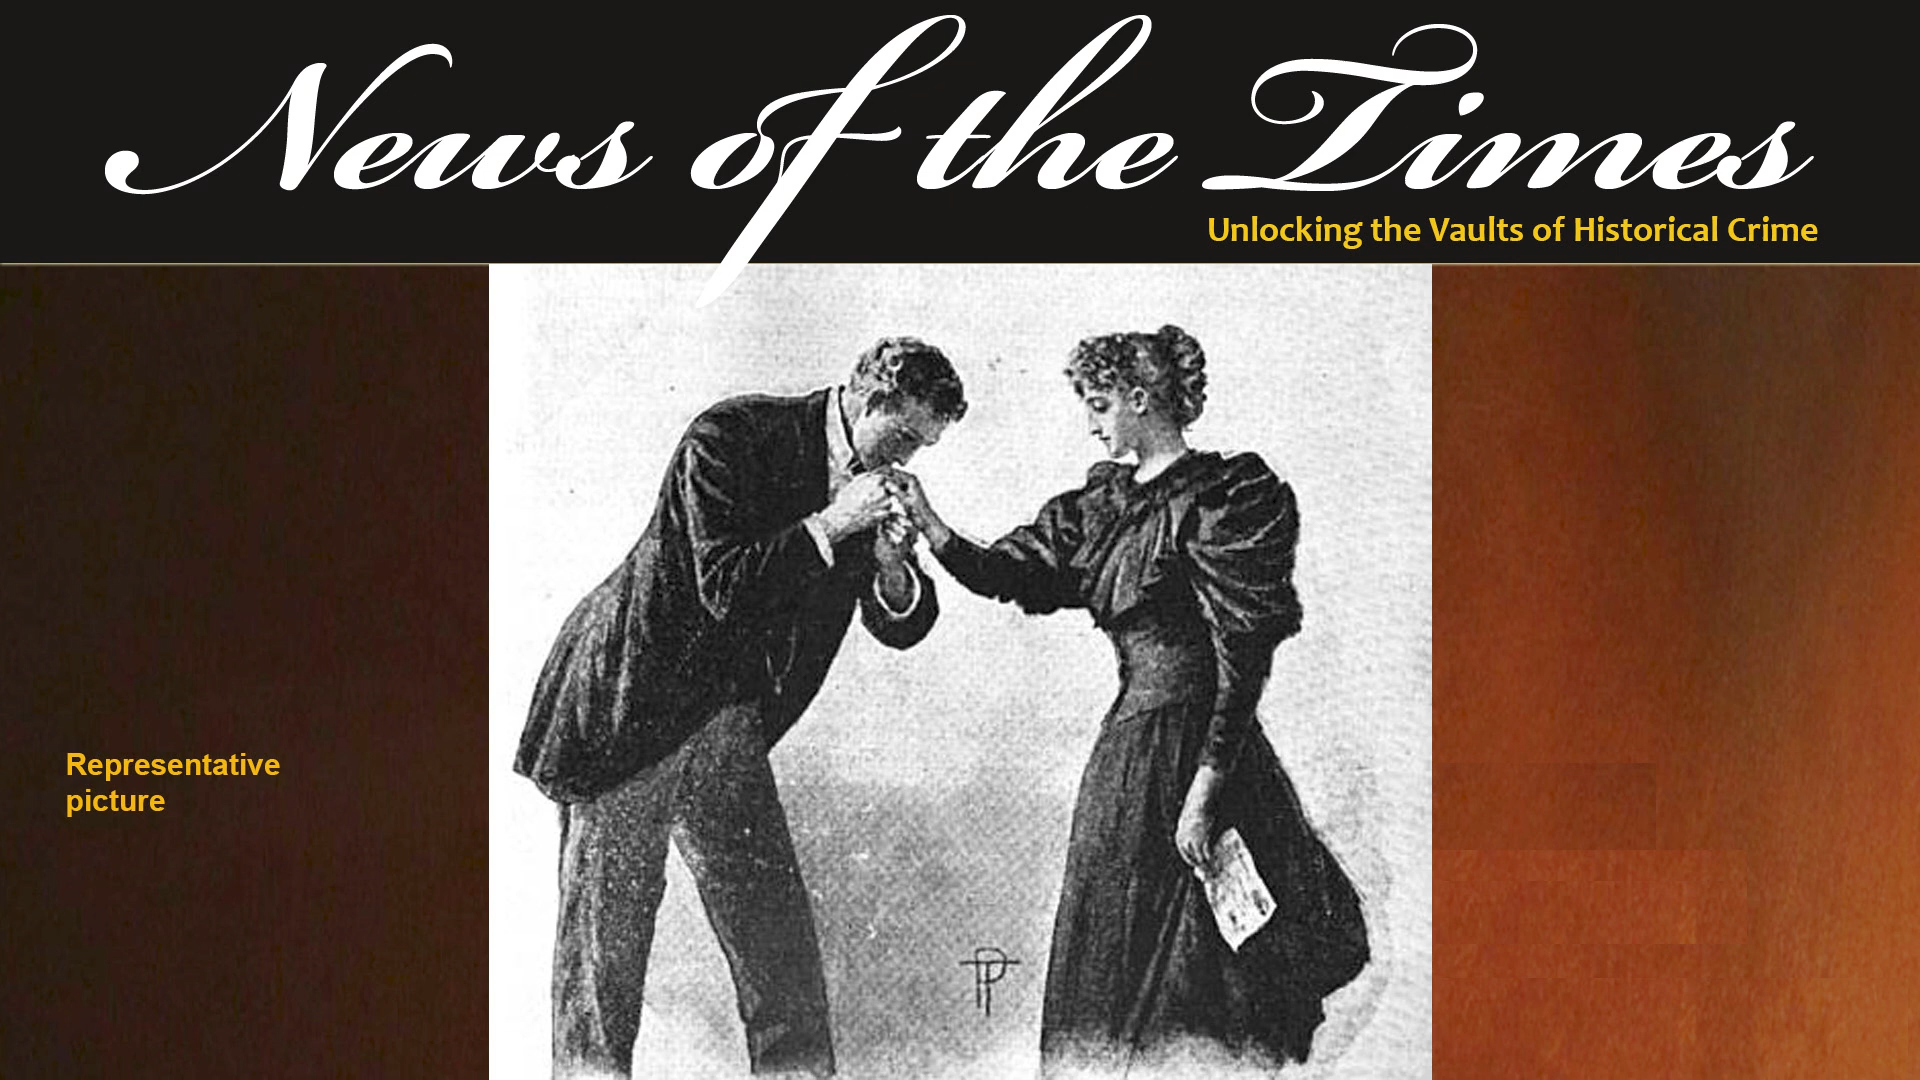 News of the Times
Unlocking the Vaults of Historical Crime
Representative
picture